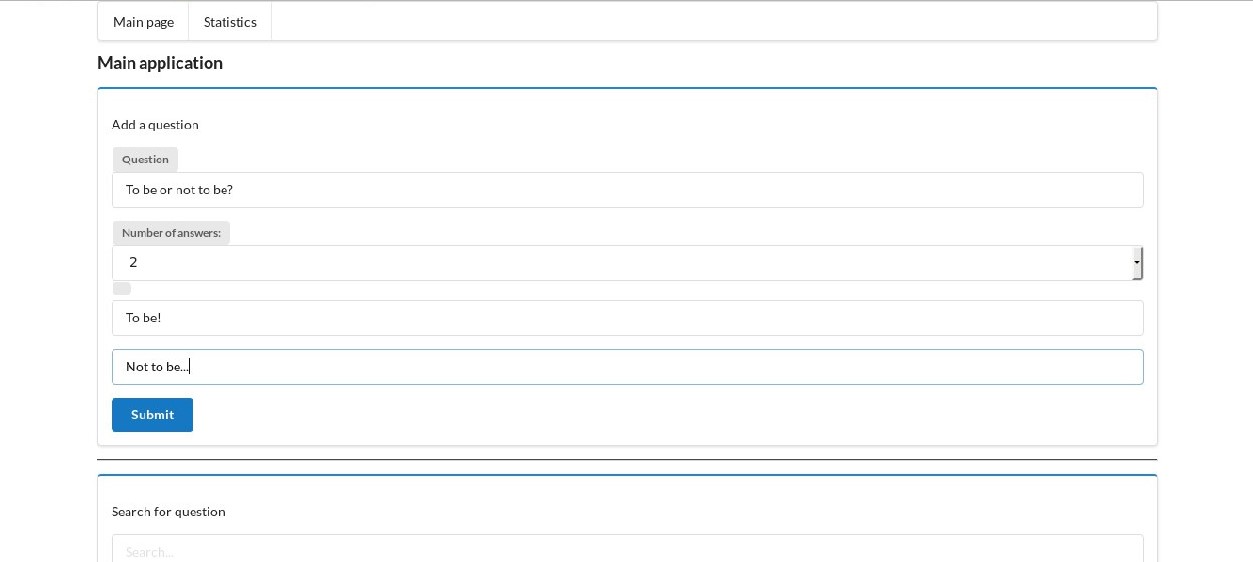 Main page Statistics
Main application
Add a question
Question
To be or not to be?
Number of answers:
2
To be!
Not to be...
Submit
Search for question
Search...